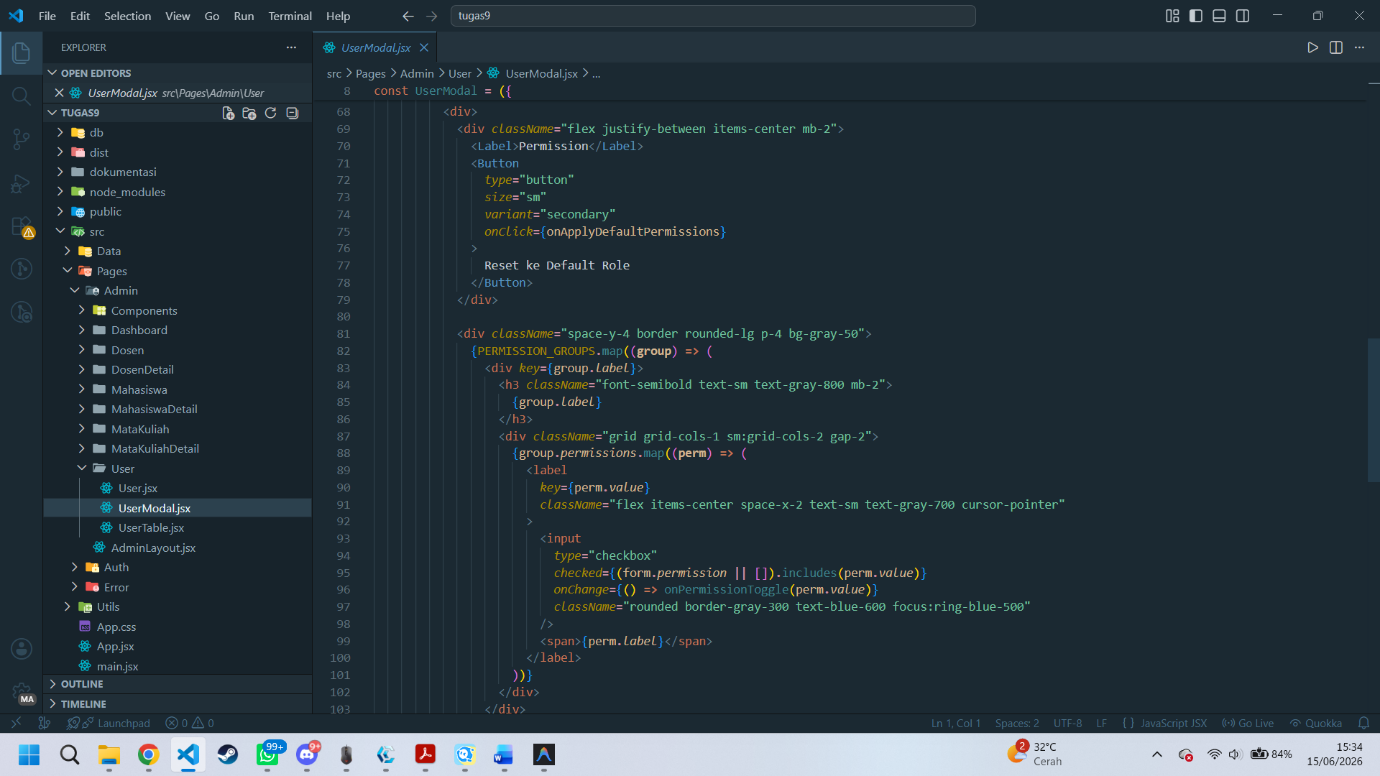 File Edit Selection View Go Run Terminal Help
tugas9
EXPLORER
OPEN EDITORS
UserModal.jsx src\Pages\Admin\User
TUGAS9
db
dist
dokumentasi
node_modules
public
src
Data
Pages
Admin
Components
Dashboard
Dosen
DosenDetail
Mahasiswa
MahasiswaDetail
MataKuliah
MataKuliahDetail
User
User.jsx
UserModal.jsx
UserTable.jsx
AdminLayout.jsx
Auth
Error
Utils
App.css
App.jsx
main.jsx
OUTLINE
TIMELINE
UserModal.jsx
src > Pages > Admin > User > UserModal.jsx > ...
8 const UserModal = ({
68 <div>
69 <div className="flex justify-between items-center mb-2">
70 <Label>Permission</Label>
71 <Button
72 type="button"
73 size="sm"
74 variant="secondary"
75 onClick={onApplyDefaultPermissions}
76 >
77 Reset ke Default Role
78 </Button>
79 </div>
80
81 <div className="space-y-4 border rounded-lg p-4 bg-gray-50">
82 {PERMISSION_GROUPS.map((group) => (
83 <div key={group.label}>
84 <h3 className="font-semibold text-sm text-gray-800 mb-2">
85 {group.label}
86 </h3>
87 <div className="grid grid-cols-1 sm:grid-cols-2 gap-2">
88 {group.permissions.map((perm) => (
89 <label
90 key={perm.value}
91 className="flex items-center space-x-2 text-sm text-gray-700 cursor-pointer"
92 >
93 <input
94 type="checkbox"
95 checked={(form.permission || []).includes(perm.value)}
96 onChange={() => onPermissionToggle(perm.value)}
97 className="rounded border-gray-300 text-blue-600 focus:ring-blue-500"
98 />
99 <span>{perm.label}</span>
100 </label>
101 ))}
102 </div>
103 </div>
MA
Launchpad 0 0
Ln 1, Col 1 Spaces: 2 UTF-8 LF { } JavaScript JSX Go Live Quokka
99+
9+
2
32°C
Cerah
84%
15:34
15/06/2026